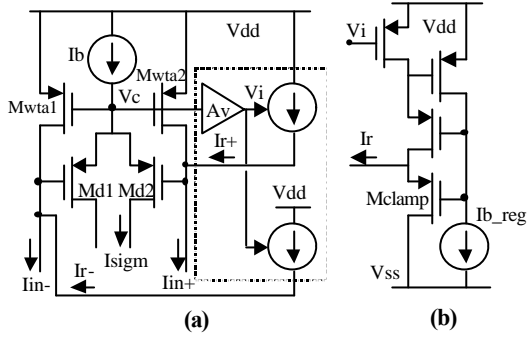 Ib
Vdd
Mwta1
Mwta2
Vc
Av
Vi
Ir+
Md1
Md2
Vdd
Isigm
Iin-
Ir-
Iin+
(a)
Vi
Vdd
Ir
Mclamp
Ib_reg
Vss
(b)